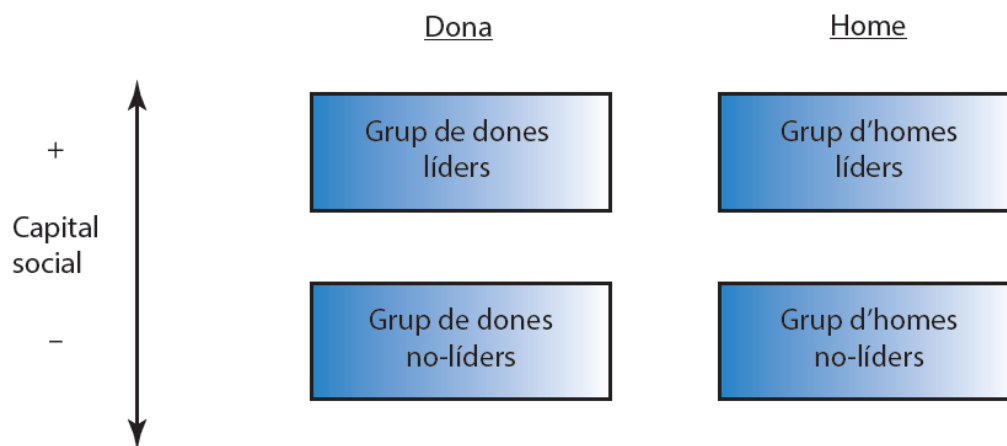 Dona
Home
+
Grup de dones
líders
Grup d’homes
líders
Capital
social
–
Grup de dones
no-líders
Grup d’homes
no-líders